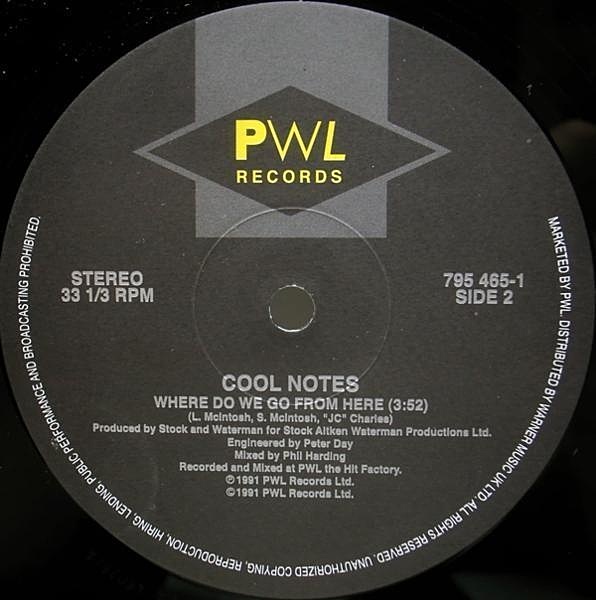 PWL
RECORDS
STEREO
33 1/3 RPM
795 465-1
SIDE 2
COOL NOTES
WHERE DO WE GO FROM HERE (3:52)
(L. McIntosh, S. McIntosh, "JC" Charles)
Produced by Stock and Waterman for Stock Aitken Waterman Productions Ltd.
Engineered by Peter Day
Mixed by Phil Harding
Recorded and Mixed at PWL the Hit Factory.
℗1991 PWL Records Ltd.
©1991 PWL Records Ltd.
MARKETED BY PWL. DISTRIBUTED BY WARNER MUSIC UK LTD. ALL RIGHTS RESERVED. UNAUTHORIZED COPYING, REPRODUCTION, HIRING, LENDING, PUBLIC PERFORMANCE AND BROADCASTING PROHIBITED.